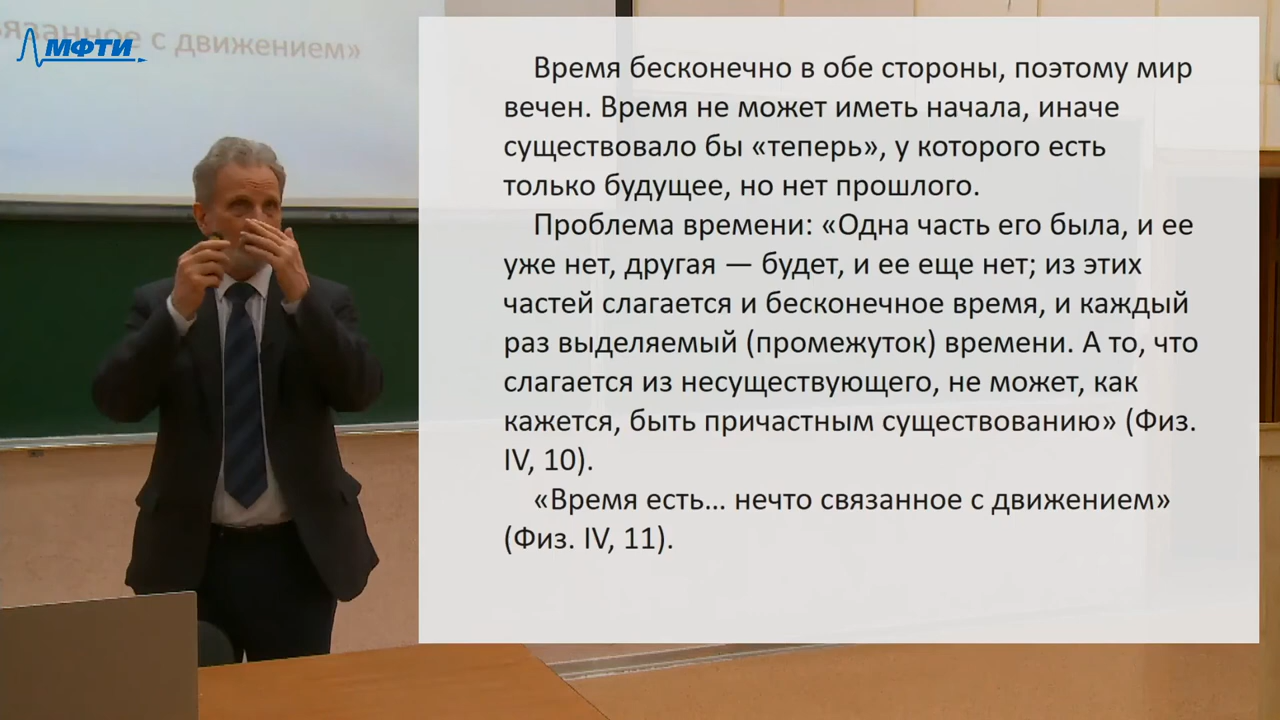 вязанное с движением»
МФТИ
Время бесконечно в обе стороны, поэтому мир
вечен. Время не может иметь начала, иначе
существовало бы «теперь», у которого есть
только будущее, но нет прошлого.
Проблема времени: «Одна часть его была, и ее
уже нет, другая — будет, и ее еще нет; из этих
частей слагается и бесконечное время, и каждый
раз выделяемый (промежуток) времени. А то, что
слагается из несуществующего, не может, как
кажется, быть причастным существованию» (Физ.
IV, 10).
«Время есть… нечто связанное с движением»
(Физ. IV, 11).